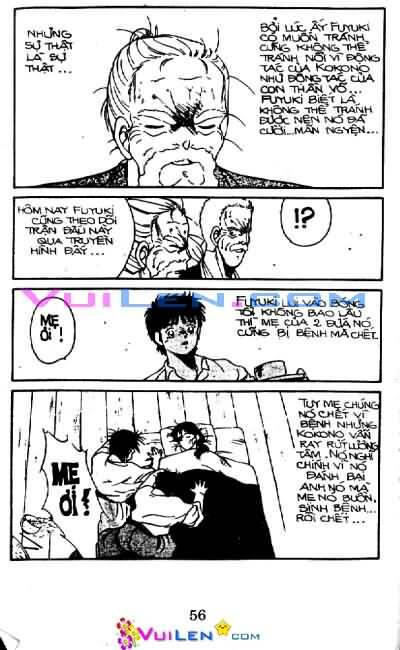 NHƯNG
SỰ THẬT
LÀ SỰ
THẬT...
BỞI LÚC ẤY FUYUKI
CÓ MUỐN TRÁNH
CŨNG KHÔNG THỂ
TRÁNH NỔI VÌ ĐỘNG
TÁC CỦA KOKONO
NHƯ ĐỘNG TÁC CỦA
CON THẦN VÕ...
FUYUKI BIẾT LÀ
KHÔNG THỂ TRÁNH
ĐƯỢC NÊN NÓ ĐÃ
CƯỜI...MÃN NGUYỆN...
HÔM NAY FUYUKI
CŨNG THEO DÕI
TRẬN ĐẤU NÀY
QUA TRUYỀN
HÌNH ĐẤY...
!?
VUILEN.COM
FUYUKI LUI VÀO BÓNG
TỐI KHÔNG BAO LÂU
THÌ MẸ CỦA 2 ĐỨA NÓ
CŨNG BỊ BỆNH MÀ CHẾT.
MẸ
ƠI!
TUY MẸ CHÚNG
NÓ CHẾT VÌ
BỆNH NHƯNG
KOKONO VẪN
RAY RỨT LƯƠNG
TÂM. NÓ NGHĨ
CHÍNH VÌ NÓ
ĐÁNH BẠI
ANH NÓ MÀ
MẸ NÓ BUỒN,
SINH BỆNH...
RỒI CHẾT...
MẸ
ƠI!
56
VUILEN.COM